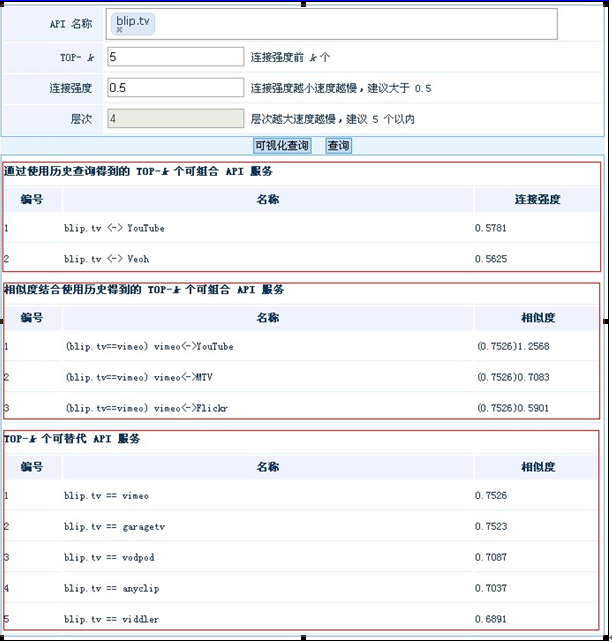 API 名称 blip.tv
TOP- k 5 连接强度前 k 个
连接强度 0.5 连接强度越小速度越慢,建议大于 0.5
层次 4 层次越大速度越慢,建议 5 个以内
可视化查询 查询
通过使用历史查询得到的 TOP-k 个可组合 API 服务
编号 名称 连接强度
1 blip.tv <-> YouTube 0.5781
2 blip.tv <-> Veoh 0.5625
相似度结合使用历史得到的 TOP-k 个可组合 API 服务
编号 名称 相似度
1 (blip.tv==vimeo) vimeo<->YouTube (0.7526)1.2568
2 (blip.tv==vimeo) vimeo<->MTV (0.7526)0.7083
3 (blip.tv==vimeo) vimeo<->Flickr (0.7526)0.5901
TOP-k 个可替代 API 服务
编号 名称 相似度
1 blip.tv == vimeo 0.7526
2 blip.tv == garagetv 0.7523
3 blip.tv == vodpod 0.7087
4 blip.tv == anyclip 0.7037
5 blip.tv == viddler 0.6891